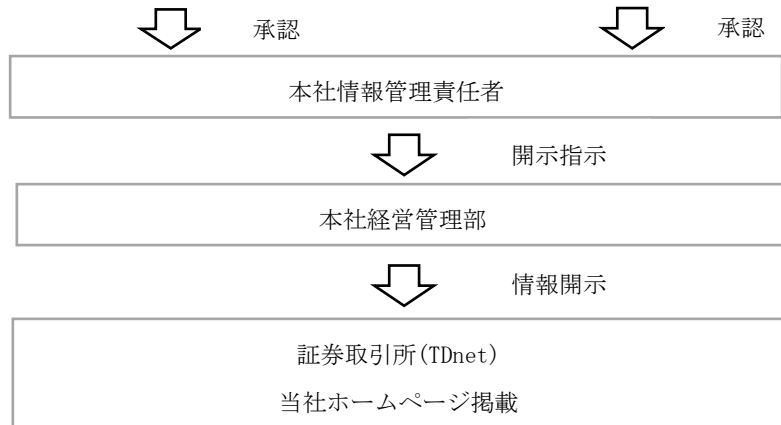 承認 承認
本社情報管理責任者
開示指示
本社経営管理部
情報開示
証券取引所(TDnet)
当社ホームページ掲載